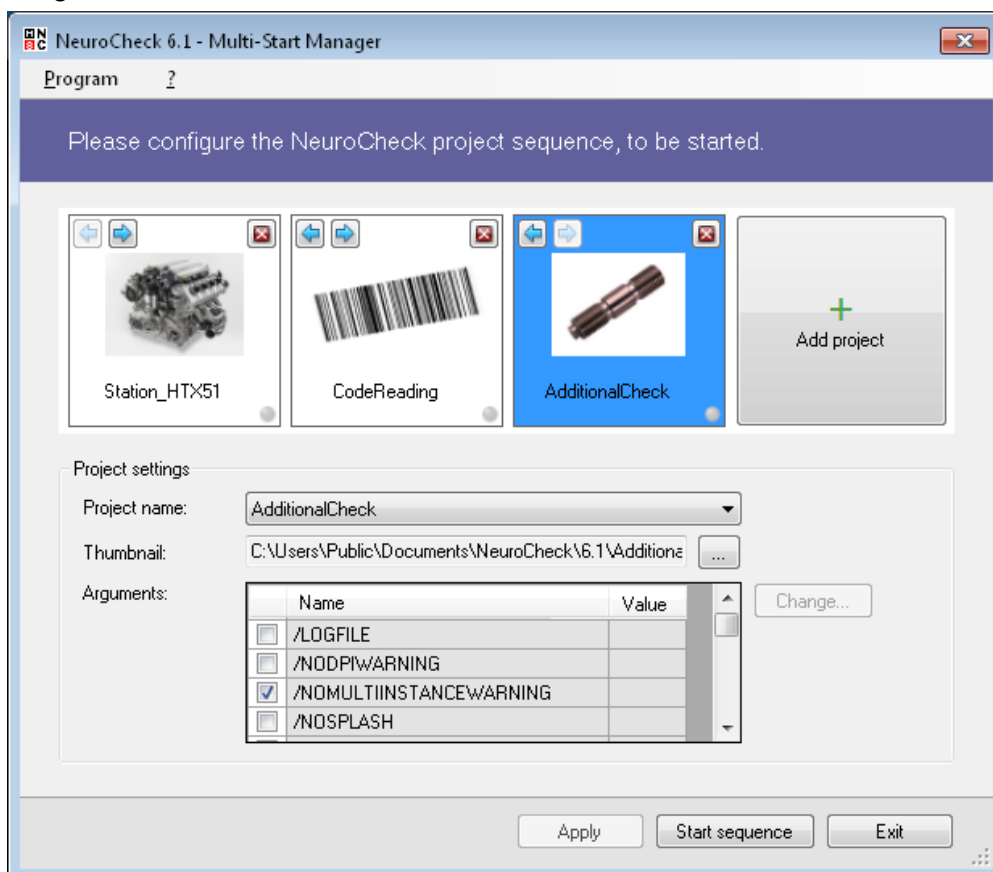 NeuroCheck 6.1 - Multi-Start Manager
Program ?
Please configure the NeuroCheck project sequence, to be started.
Station_HTX51 CodeReading AdditionalCheck Add project
Project settings
Project name: AdditionalCheck
Thumbnail: C:\Users\Public\Documents\NeuroCheck\6.1\Additiona ...
Arguments: Name Value Change...
/LOGFILE
/NODPIWARNING
/NOMULTIINSTANCEWARNING
/NOSPLASH
Apply Start sequence Exit